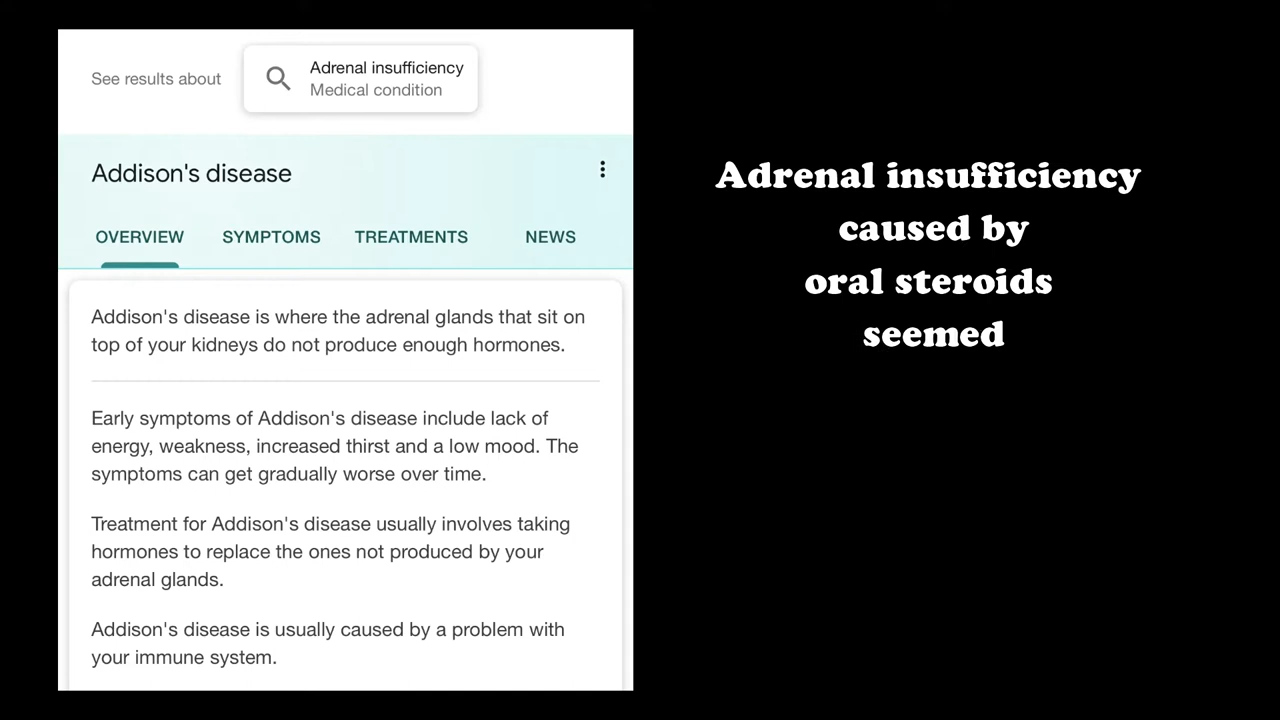 See results about
Adrenal insufficiency
Medical condition
Addison's disease
OVERVIEW SYMPTOMS TREATMENTS NEWS
Addison's disease is where the adrenal glands that sit on
top of your kidneys do not produce enough hormones.
Early symptoms of Addison's disease include lack of
energy, weakness, increased thirst and a low mood. The
symptoms can get gradually worse over time.
Treatment for Addison's disease usually involves taking
hormones to replace the ones not produced by your
adrenal glands.
Addison's disease is usually caused by a problem with
your immune system.
Adrenal insufficiency
caused by
oral steroids
seemed